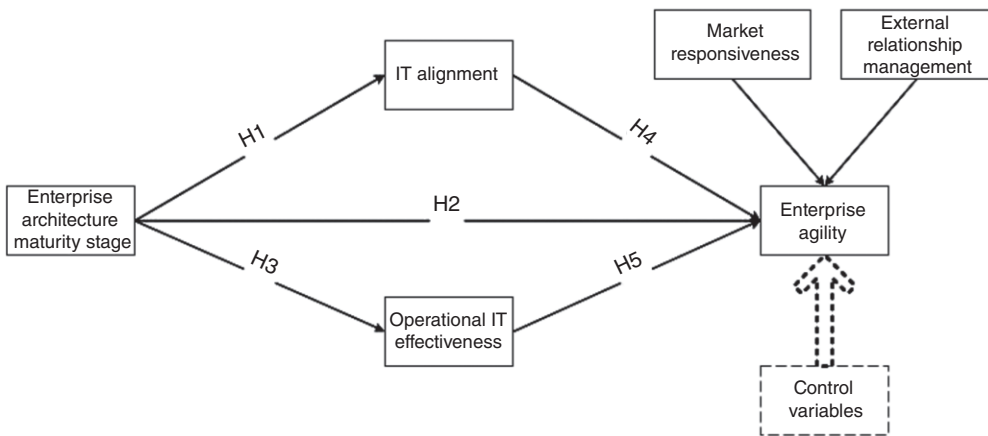 Market
responsiveness
External
relationship
management
IT alignment
H1
H4
Enterprise
architecture
maturity stage
H2
Enterprise
agility
H3
H5
Operational IT
effectiveness
Control
variables